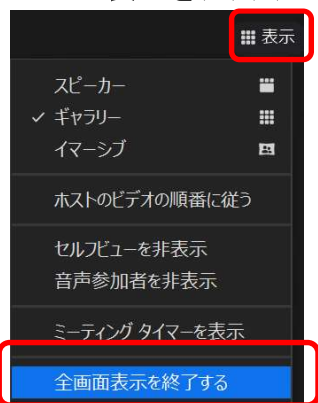 表示
スピーカー
ギャラリー
イマーシブ
ホストのビデオの順番に従う
セルフビューを非表示
音声参加者を非表示
ミーティング タイマーを表示
全画面表示を終了する